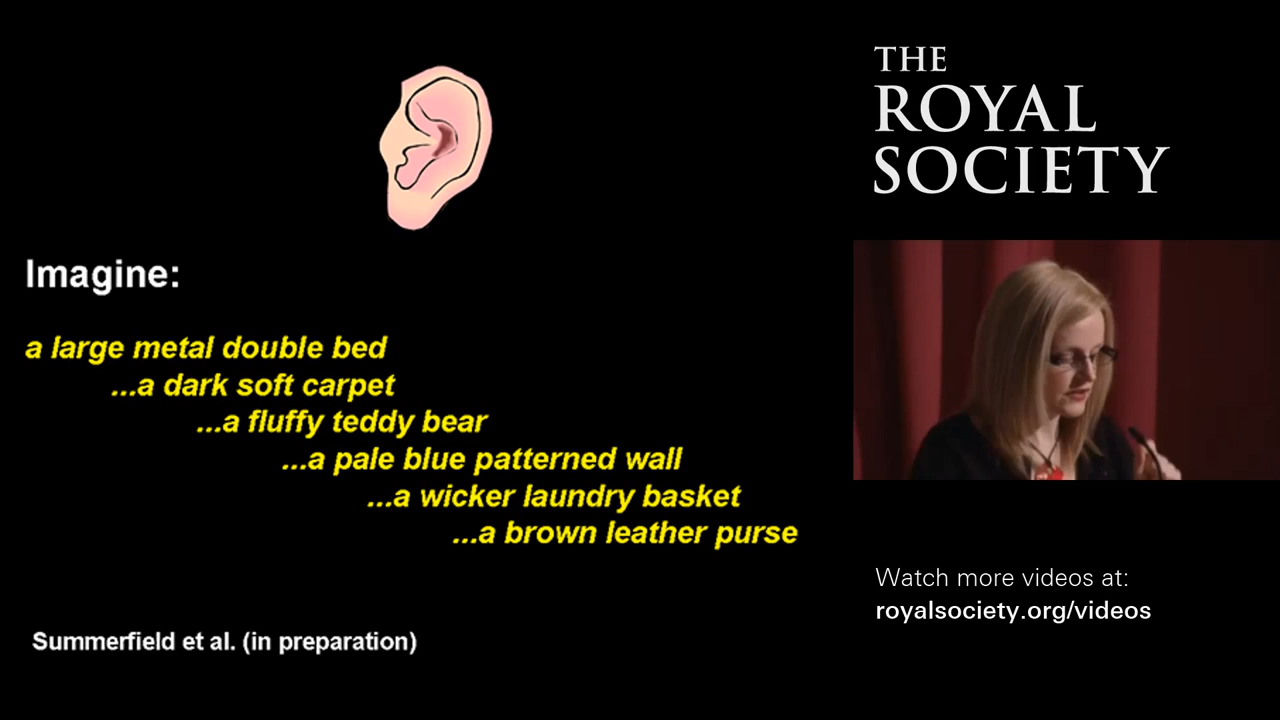 Imagine:
a large metal double bed
...a dark soft carpet
...a fluffy teddy bear
...a pale blue patterned wall
...a wicker laundry basket
...a brown leather purse
Summerfield et al. (in preparation)
THE
ROYAL
SOCIETY
Watch more videos at:
royalsociety.org/videos